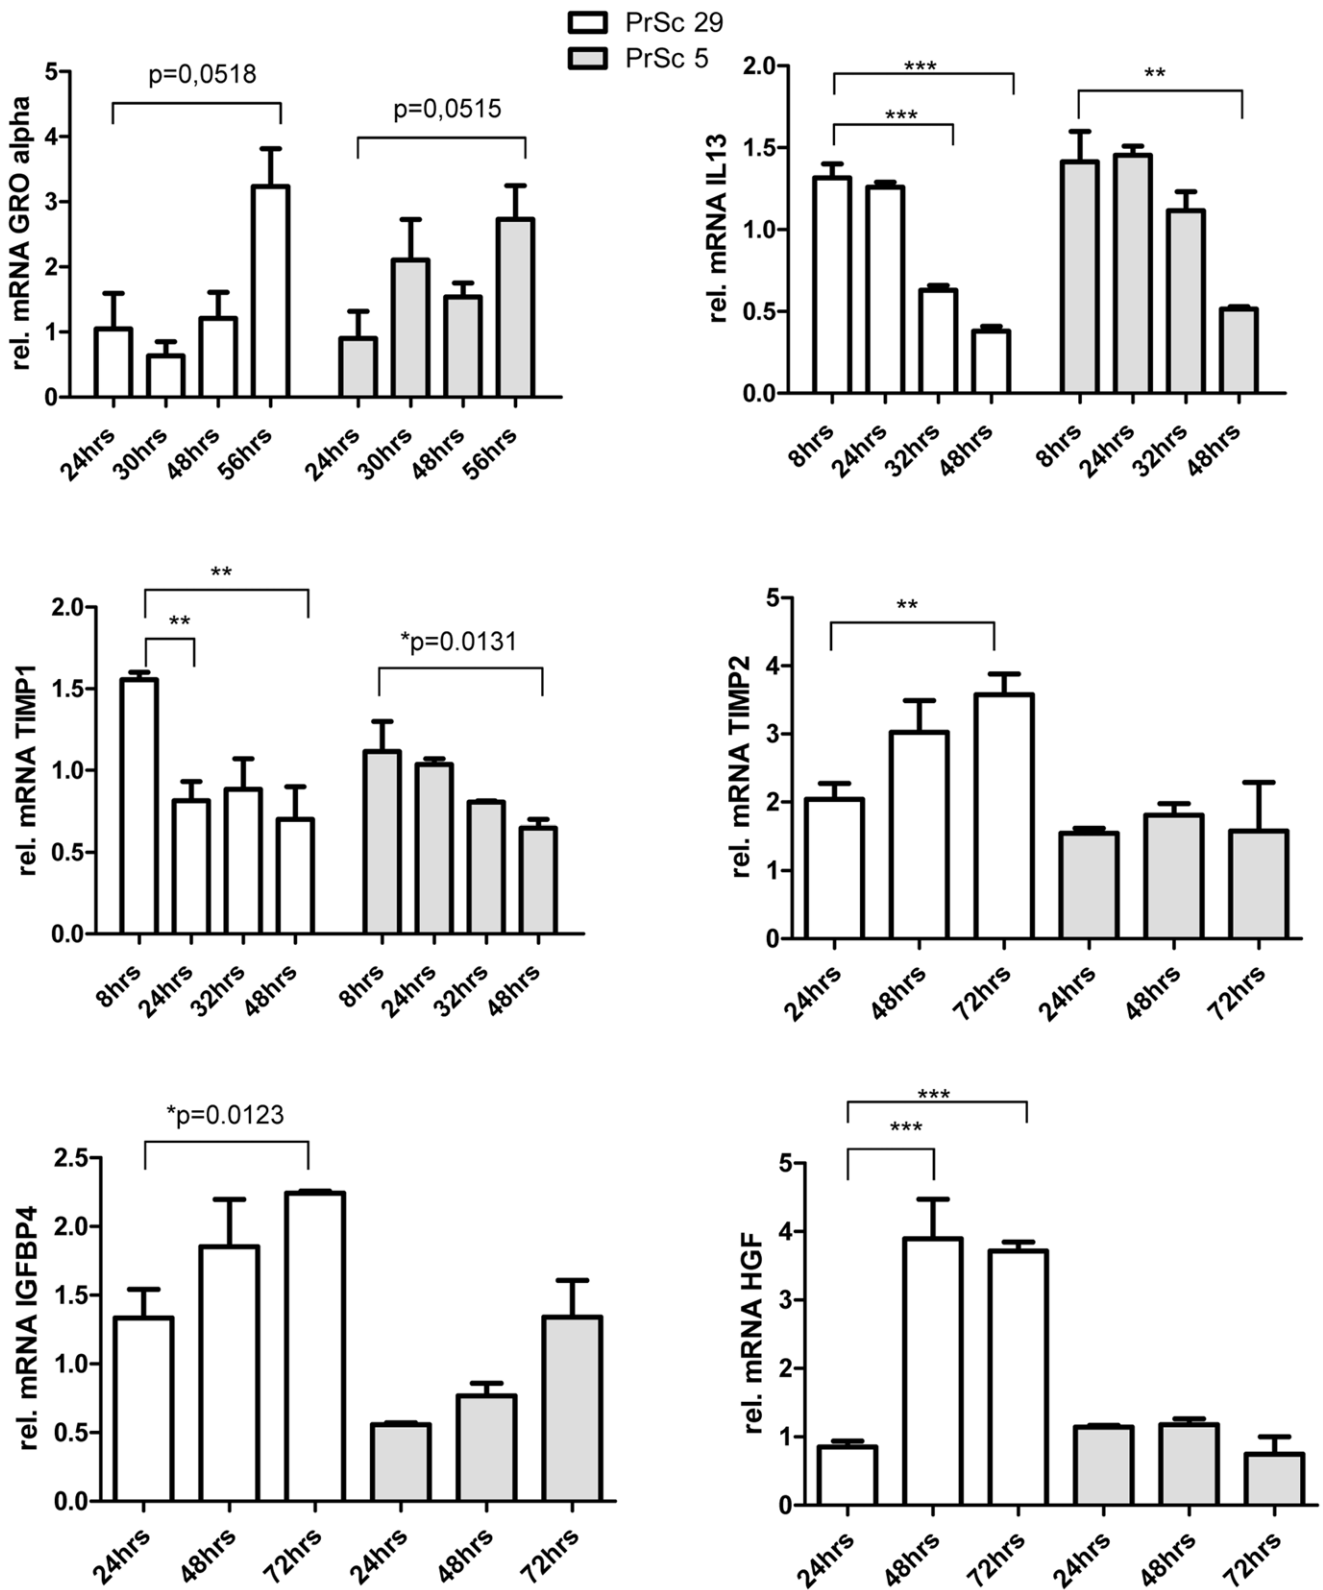 PrSc 29
PrSc 5
rel. mRNA GRO alpha
5
4
3
2
1
0
p=0,0518
p=0,0515
24hrs 30hrs 48hrs 56hrs 24hrs 30hrs 48hrs 56hrs
rel. mRNA IL13
2.0
1.5
1.0
0.5
0.0
***
***
**
8hrs 24hrs 32hrs 48hrs 8hrs 24hrs 32hrs 48hrs
rel. mRNA TIMP1
2.0
1.5
1.0
0.5
0.0
**
**
*p=0.0131
8hrs 24hrs 32hrs 48hrs 8hrs 24hrs 32hrs 48hrs
rel. mRNA TIMP2
5
4
3
2
1
0
**
24hrs 48hrs 72hrs 24hrs 48hrs 72hrs
rel. mRNA IGFBP4
2.5
2.0
1.5
1.0
0.5
0.0
*p=0.0123
24hrs 48hrs 72hrs 24hrs 48hrs 72hrs
rel. mRNA HGF
5
4
3
2
1
0
***
***
24hrs 48hrs 72hrs 24hrs 48hrs 72hrs